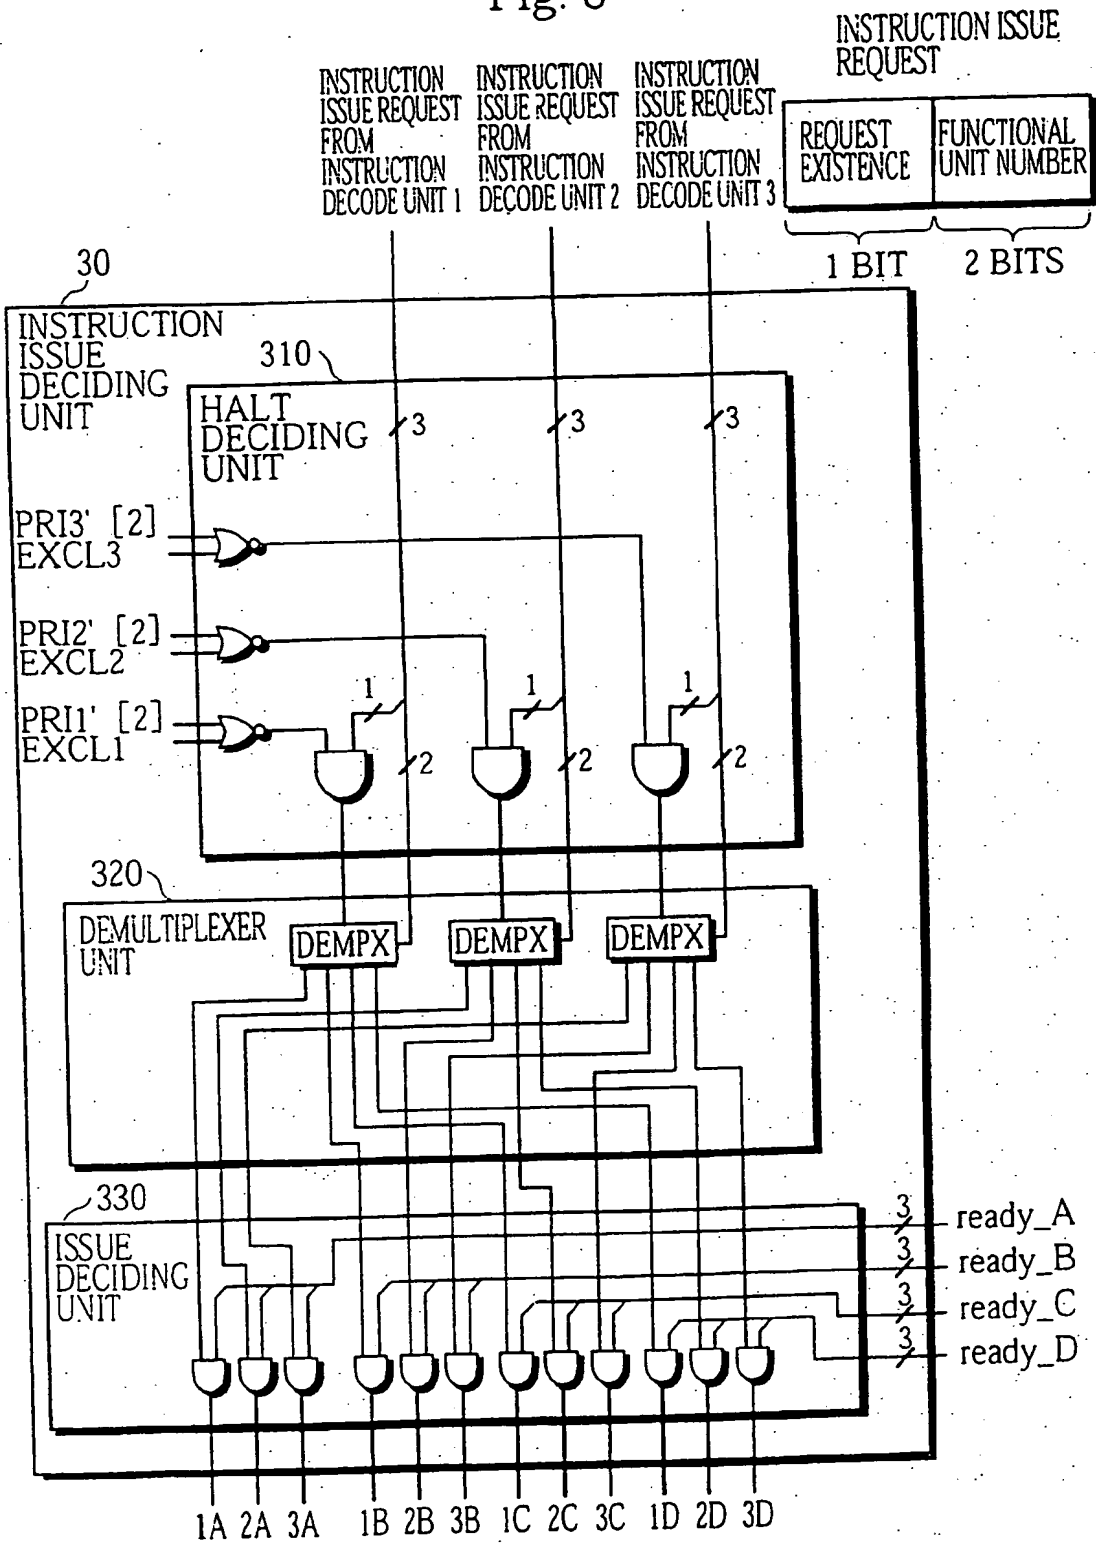 Fig. 6
INSTRUCTION ISSUE
REQUEST
REQUEST
EXISTENCE
FUNCTIONAL
UNIT NUMBER
1 BIT
2 BITS
INSTRUCTION
ISSUE REQUEST
FROM
INSTRUCTION
DECODE UNIT 1
INSTRUCTION
ISSUE REQUEST
FROM
INSTRUCTION
DECODE UNIT 2
INSTRUCTION
ISSUE REQUEST
FROM
INSTRUCTION
DECODE UNIT 3
30
INSTRUCTION
ISSUE
DECIDING
UNIT
310
HALT
DECIDING
UNIT
3
3
3
PRI3' [2]
EXCL3
PRI2' [2]
EXCL2
PRI1' [2]
EXCL1
1
1
1
2
2
2
320
DEMULTIPLEXER
UNIT
DEMPX
DEMPX
DEMPX
330
ISSUE
DECIDING
UNIT
3
ready_A
3
ready_B
3
ready_C
3
ready_D
1A
2A
3A
1B
2B
3B
1C
2C
3C
1D
2D
3D